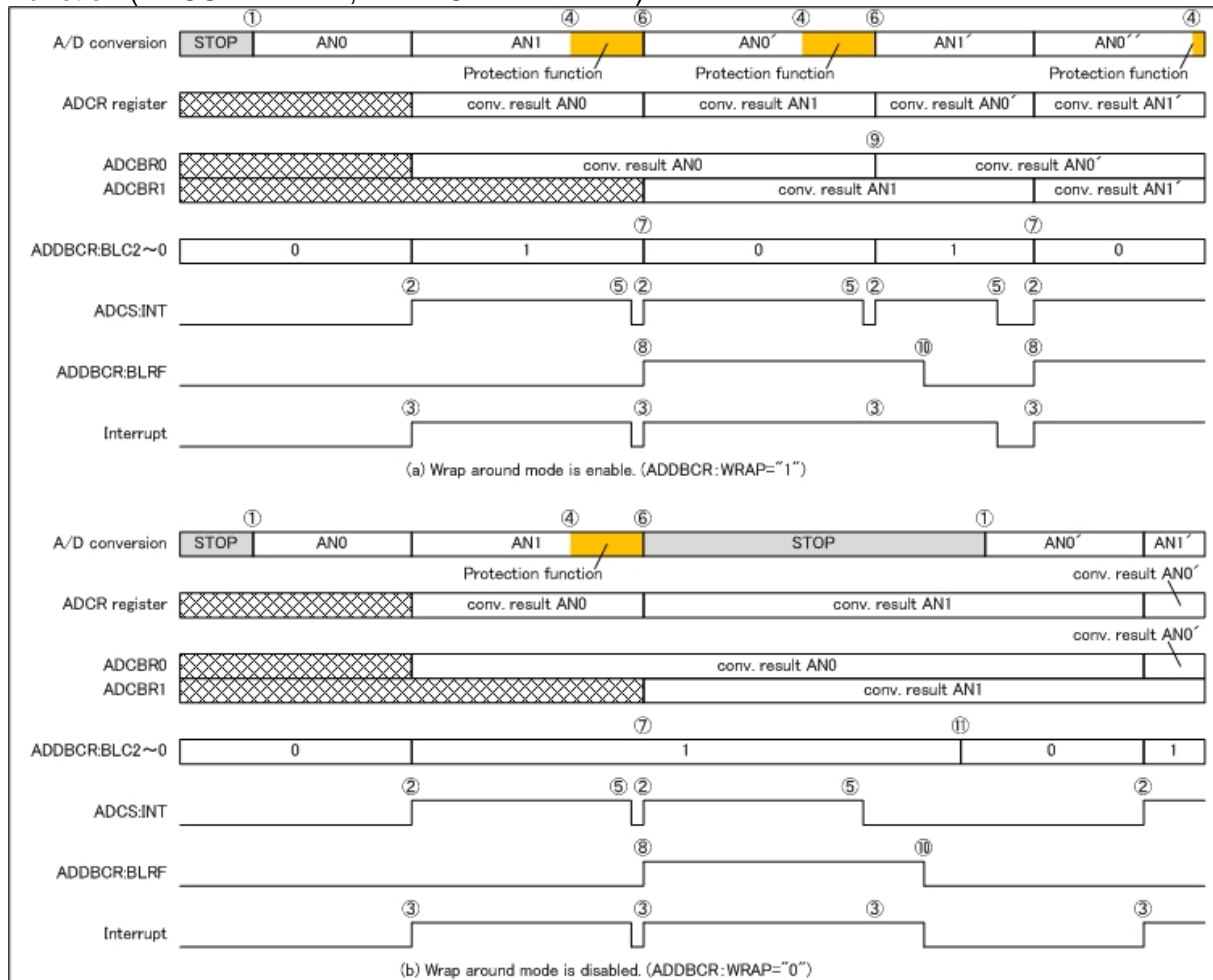 ① ④ ⑥ ④ ⑥ ④
A/D conversion STOP AN0 AN1 AN0´ AN1´ AN0´´
Protection function Protection function Protection function
ADCR register conv. result AN0 conv. result AN1 conv. result AN0´ conv. result AN1´
⑨
ADCBR0 conv. result AN0 conv. result AN0´
ADCBR1 conv. result AN1 conv. result AN1´
⑦ ⑦
ADDBCR:BLC2～0 0 1 0 1 0
② ⑤ ② ⑤ ② ⑤ ②
ADCS:INT
⑧ ⑩ ⑧
ADDBCR:BLRF
③ ③ ③ ③
Interrupt
(a) Wrap around mode is enable. (ADDBCR:WRAP="1")
① ④ ⑥ ①
A/D conversion STOP AN0 AN1 STOP AN0´ AN1´
Protection function conv. result AN0´
ADCR register conv. result AN0 conv. result AN1
conv. result AN0´
ADCBR0 conv. result AN0
ADCBR1 conv. result AN1
⑦ ⑪
ADDBCR:BLC2～0 0 1 0 1
② ⑤ ② ⑤ ②
ADCS:INT
⑧ ⑩
ADDBCR:BLRF
③ ③ ③ ③
Interrupt
(b) Wrap around mode is disabled. (ADDBCR:WRAP="0")